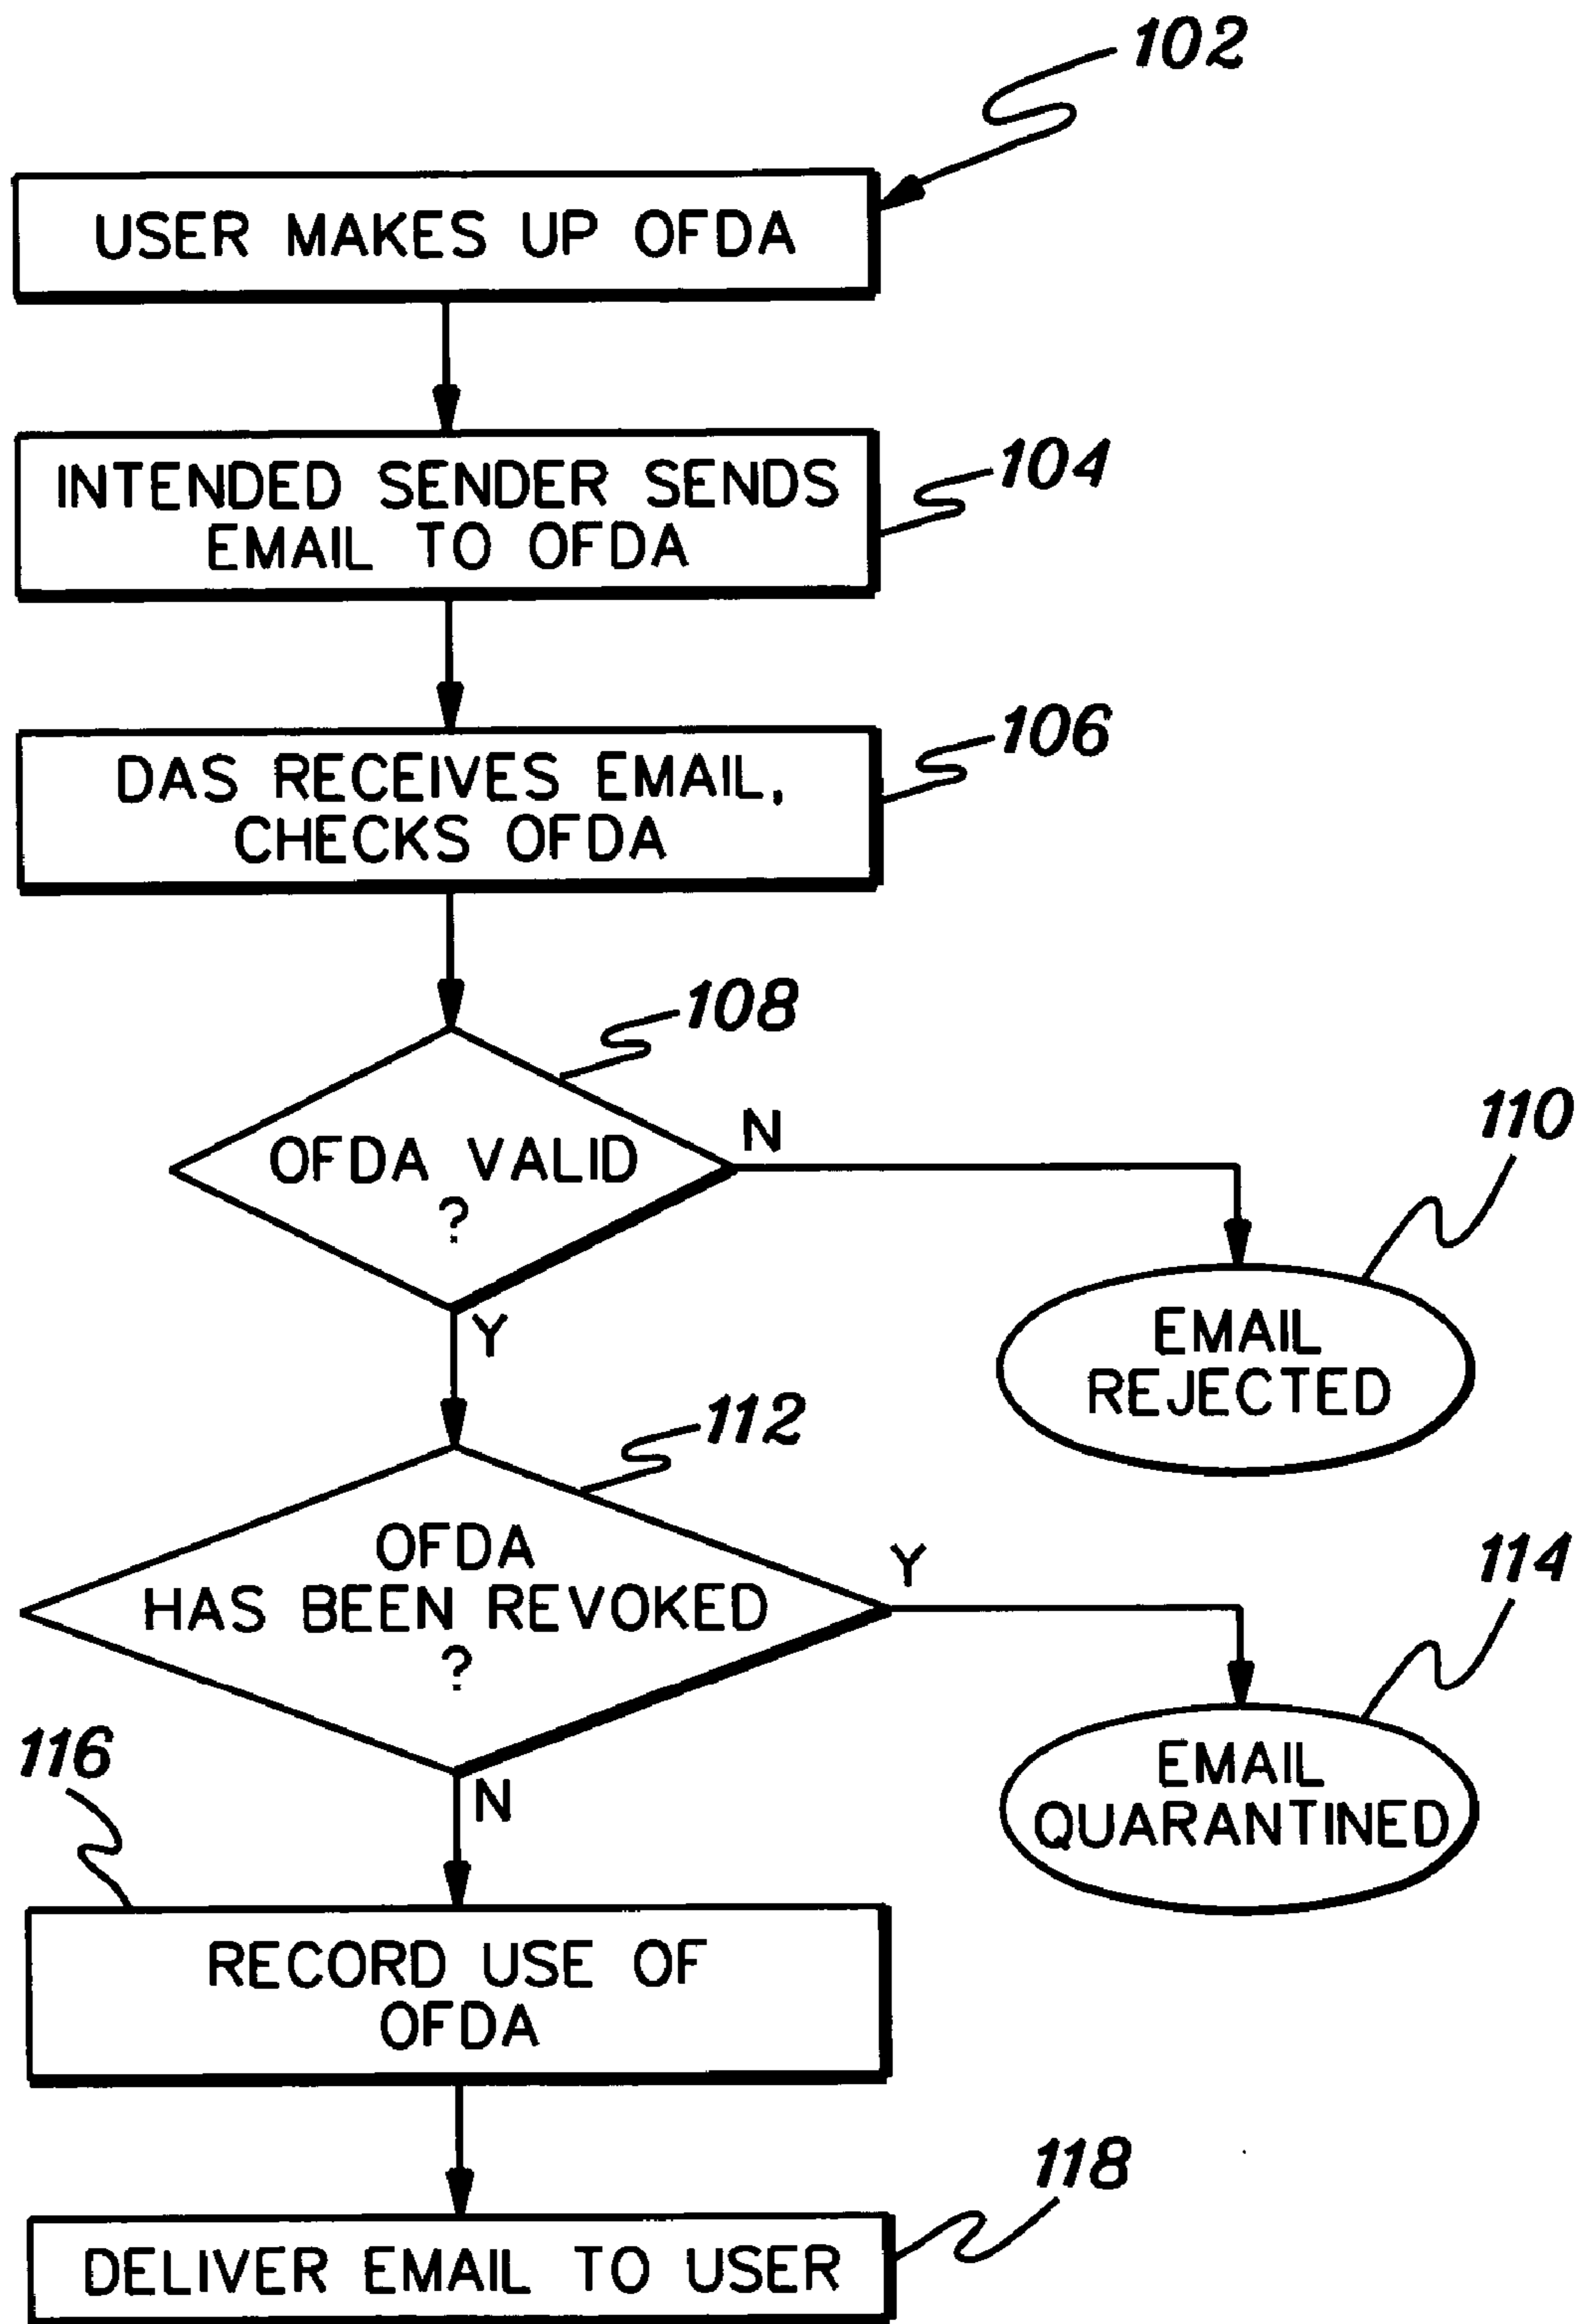 102
USER MAKES UP OFDA
INTENDED SENDER SENDS
EMAIL TO OFDA
104
DAS RECEIVES EMAIL,
CHECKS OFDA
106
108
OFDA VALID
?
N
Y
110
EMAIL
REJECTED
112
OFDA
HAS BEEN REVOKED
?
Y
N
114
EMAIL
QUARANTINED
116
RECORD USE OF
OFDA
118
DELIVER EMAIL TO USER